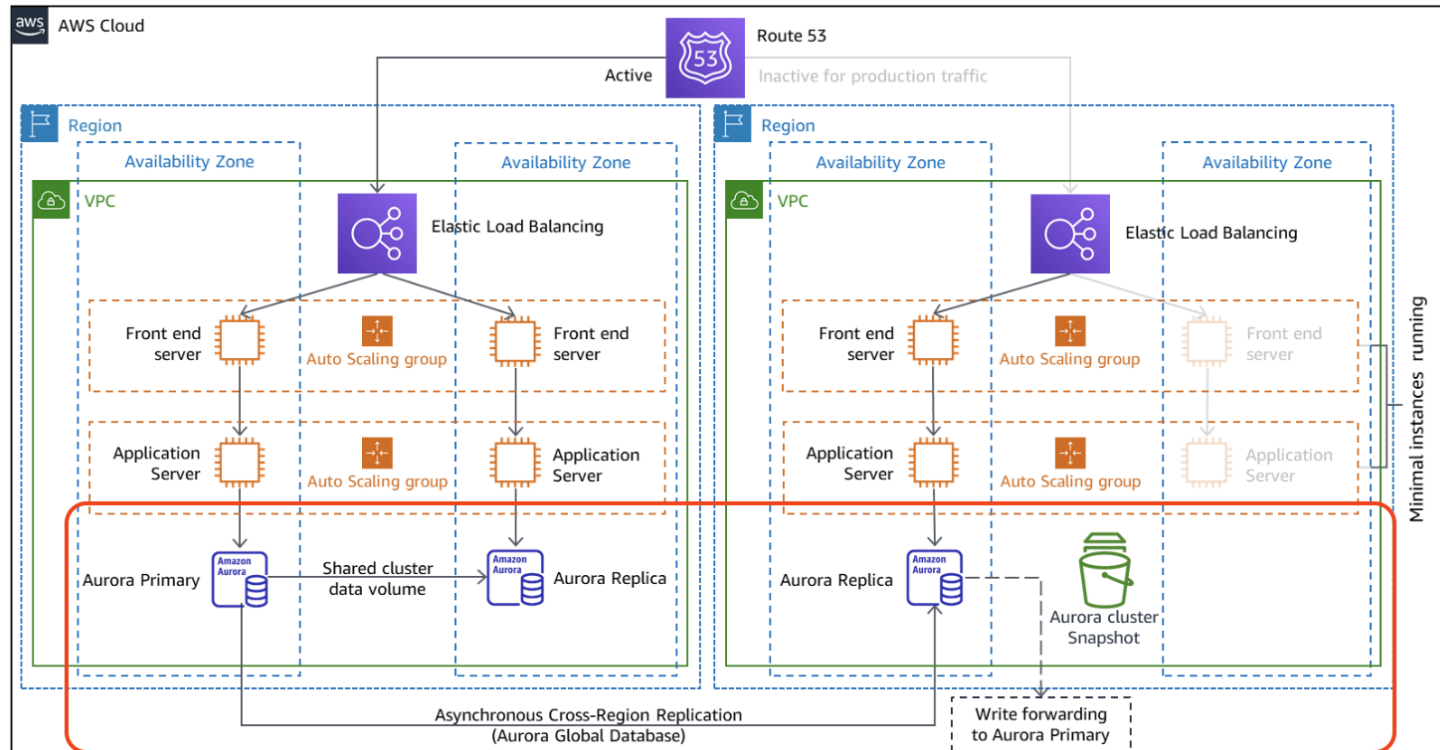 aws
AWS Cloud
Route 53
53
Active
Inactive for production traffic
Region
Availability Zone
Availability Zone
VPC
Elastic Load Balancing
Front end
server
Auto Scaling group
Front end
server
Application
Server
Auto Scaling group
Application
Server
Aurora Primary
Amazon
Aurora
Shared cluster
data volume
Amazon
Aurora
Aurora Replica
Region
Availability Zone
Availability Zone
VPC
Elastic Load Balancing
Front end
server
Auto Scaling group
Front end
server
Application
Server
Auto Scaling group
Application
Server
Minimal instances running
Aurora Replica
Amazon
Aurora
Aurora cluster
Snapshot
Asynchronous Cross-Region Replication
(Aurora Global Database)
Write forwarding
to Aurora Primary